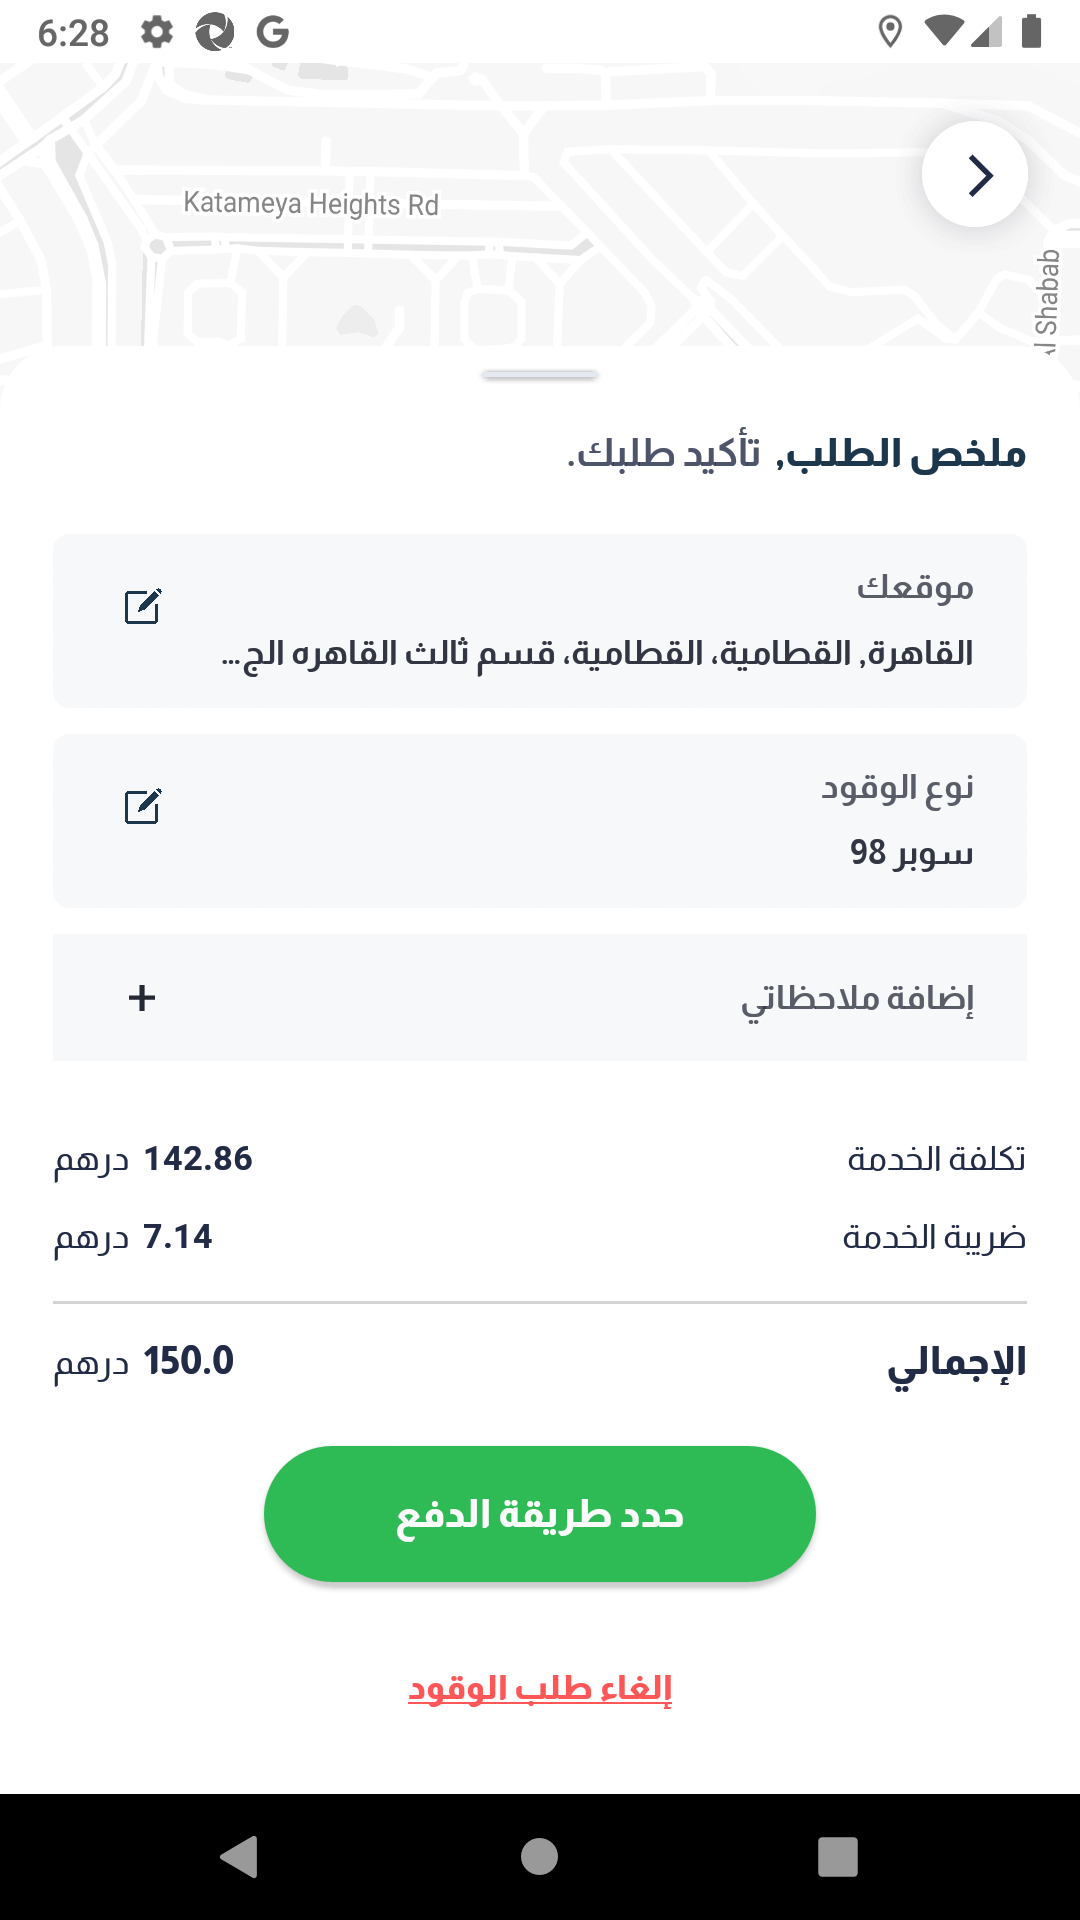 6:28
Katameya Heights Rd
Al Shabab
ملخص الطلب, تأكيد طلبك.
موقعك
القاهرة, القطامية، القطامية، قسم ثالث القاهره الج...
نوع الوقود
سوبر 98
إضافة ملاحظاتي
تكلفة الخدمة 142.86 درهم
ضريبة الخدمة 7.14 درهم
الإجمالي 150.0 درهم
حدد طريقة الدفع
إلغاء طلب الوقود